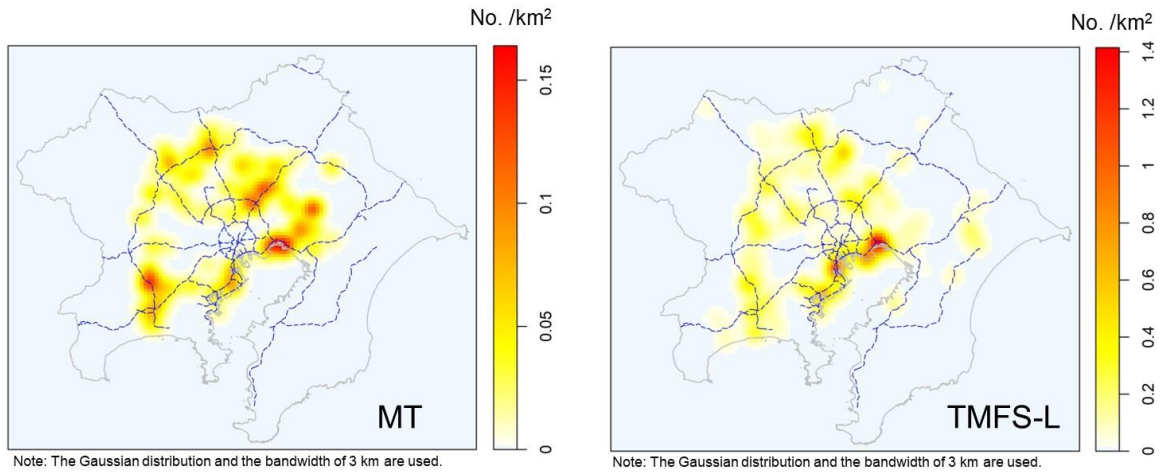 No. /km²
0.15
0.1
0.05
0
MT
Note: The Gaussian distribution and the bandwidth of 3 km are used.
No. /km²
1.4
1.2
1
0.8
0.6
0.4
0.2
0
TMFS-L
Note: The Gaussian distribution and the bandwidth of 3 km are used.